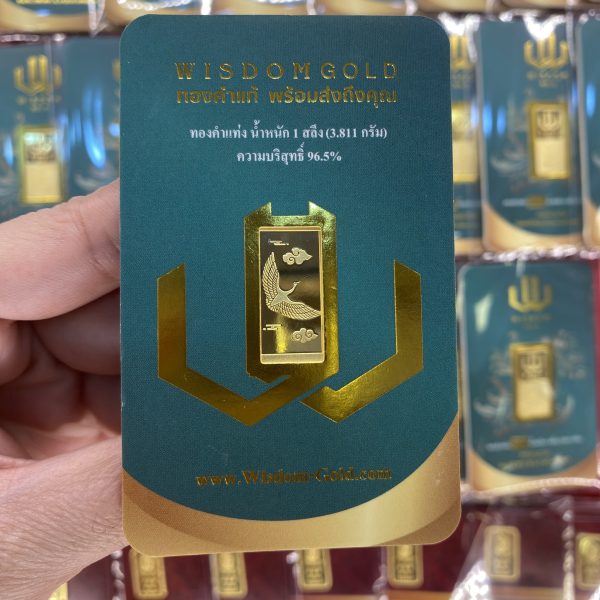 WISDOMGOLD
ทองคำแท้ พร้อมส่งถึงคุณ
ทองคำแท่ง น้ำหนัก 1 สลึง (3.811 กรัม)
ความบริสุทธิ์ 96.5%
www.Wisdom-Gold.com